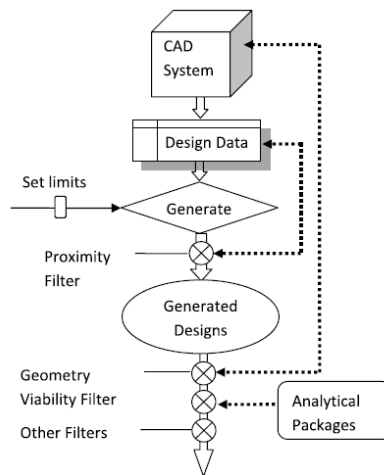 CAD
System
Design Data
Set limits
Generate
Proximity
Filter
Generated
Designs
Geometry
Viability Filter
Analytical
Packages
Other Filters